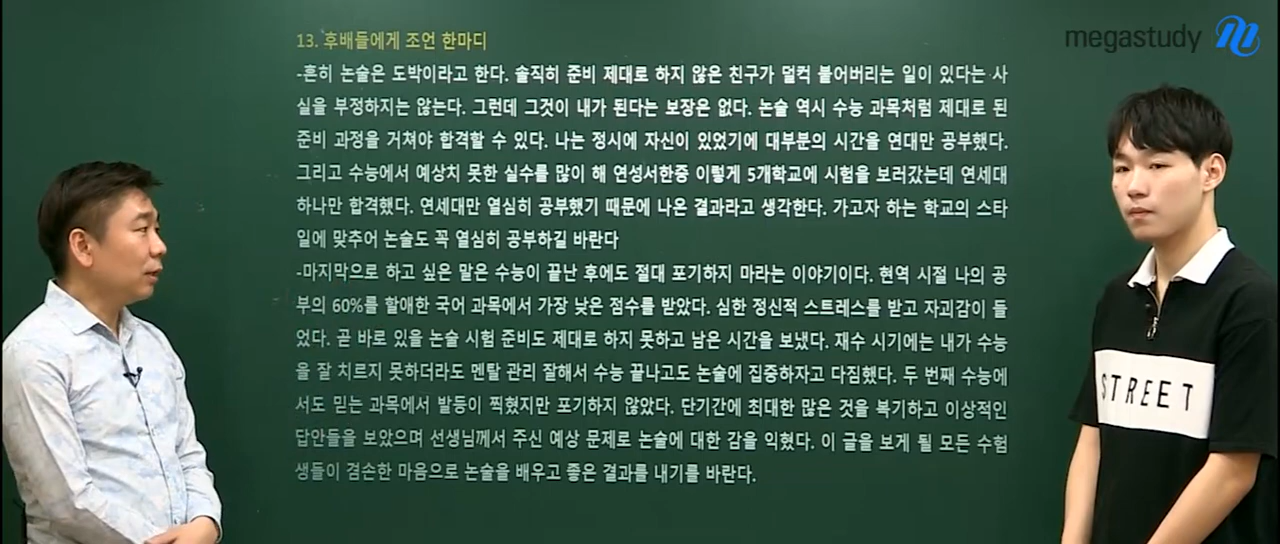 megastudy
13. 후배들에게 조언 한마디
-흔히 논술은 도박이라고 한다. 솔직히 준비 제대로 하지 않은 친구가 덜컥 붙어버리는 일이 있다는 사
실을 부정하지는 않는다. 그런데 그것이 내가 된다는 보장은 없다. 논술 역시 수능 과목처럼 제대로 된
준비 과정을 거쳐야 합격할 수 있다. 나는 정시에 자신이 있었기에 대부분의 시간을 연대만 공부했다.
그리고 수능에서 예상치 못한 실수를 많이 해 연성서한중 이렇게 5개학교에 시험을 보러갔는데 연세대
하나만 합격했다. 연세대만 열심히 공부했기 때문에 나온 결과라고 생각한다. 가고자 하는 학교의 스타
일에 맞추어 논술도 꼭 열심히 공부하길 바란다
-마지막으로 하고 싶은 말은 수능이 끝난 후에도 절대 포기하지 마라는 이야기이다. 현역 시절 나의 공
부의 60%를 할애한 국어 과목에서 가장 낮은 점수를 받았다. 심한 정신적 스트레스를 받고 자괴감이 들
었다. 곧 바로 있을 논술 시험 준비도 제대로 하지 못하고 남은 시간을 보냈다. 재수 시기에는 내가 수능
을 잘 치르지 못하더라도 멘탈 관리 잘해서 수능 끝나고도 논술에 집중하자고 다짐했다. 두 번째 수능에
서도 믿는 과목에서 발등이 찍혔지만 포기하지 않았다. 단기간에 최대한 많은 것을 복기하고 이상적인
답안들을 보았으며 선생님께서 주신 예상 문제로 논술에 대한 감을 익혔다. 이 글을 보게 될 모든 수험
생들이 겸손한 마음으로 논술을 배우고 좋은 결과를 내기를 바란다.
STREET